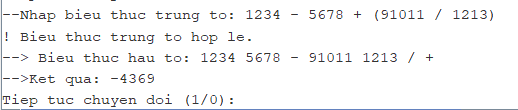 --Nhap bieu thuc trung to: 1234 - 5678 + (91011 / 1213)
! Bieu thuc trung to hop le.
--> Bieu thuc hau to: 1234 5678 - 91011 1213 / +
-->Ket qua: -4369
Tiep tuc chuyen doi (1/0):